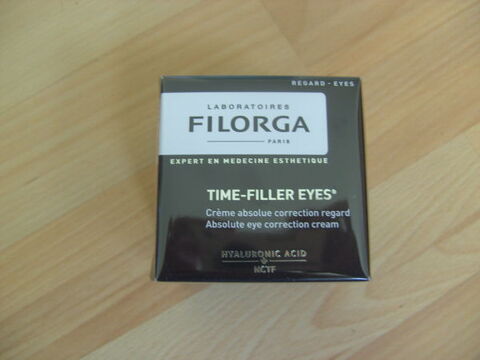 REGARD - EYES
LABORATOIRES
FILORGA
PARIS
EXPERT EN MEDECINE ESTHETIQUE
TIME-FILLER EYES®
Crème absolue correction regard
Absolute eye correction cream
HYALURONIC ACID
+
NCTF